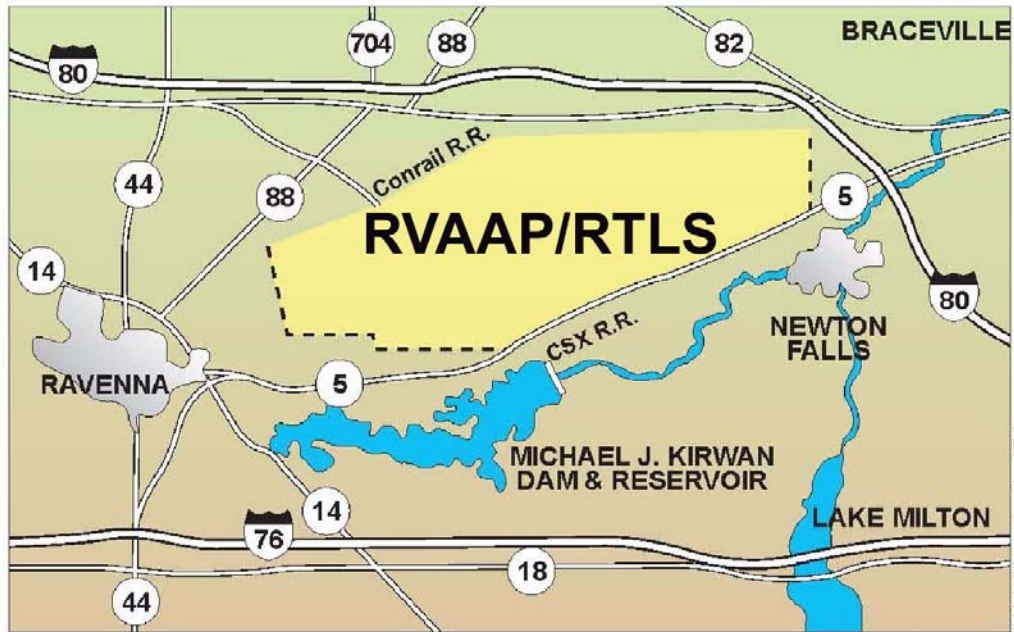 704
88
82
BRACEVILLE
80
Conrail R.R.
44
88
5
RVAAP/RTLS
14
80
NEWTON
FALLS
CSX R.R.
RAVENNA
5
MICHAEL J. KIRWAN
DAM & RESERVOIR
14
LAKE MILTON
76
18
44